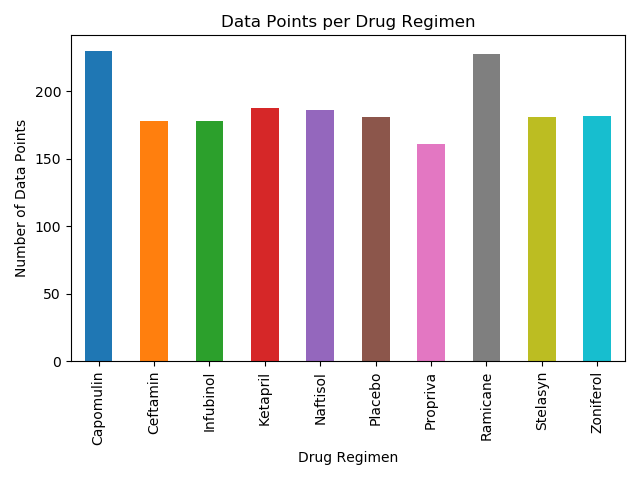 Data Points per Drug Regimen
Number of Data Points
200
150
100
50
0
Capomulin
Ceftamin
Infubinol
Ketapril
Naftisol
Placebo
Propriva
Ramicane
Stelasyn
Zoniferol
Drug Regimen